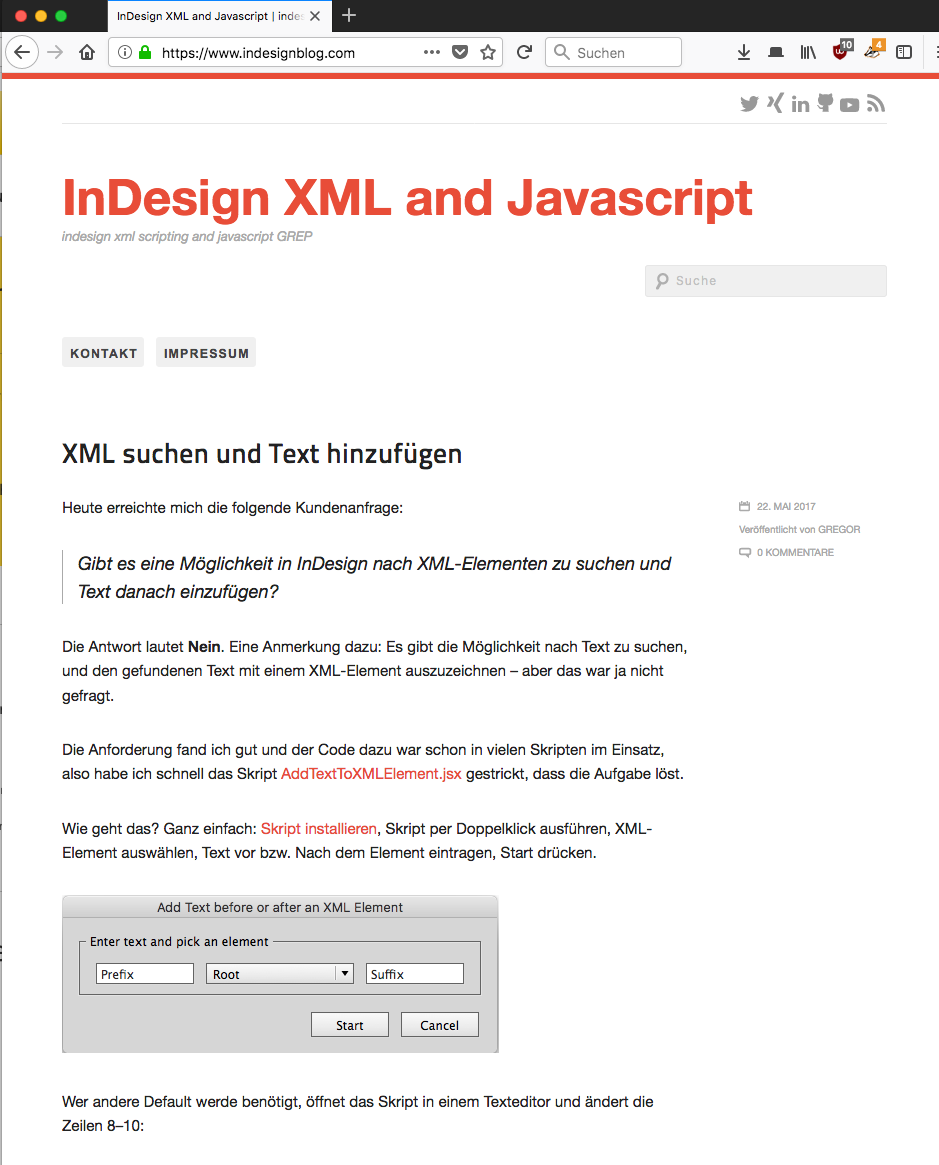 InDesign XML and Javascript | indes
https://www.indesignblog.com
Suchen
10
4
InDesign XML and Javascript
indesign xml scripting and javascript GREP
Suche
KONTAKT
IMPRESSUM
XML suchen und Text hinzufügen
Heute erreichte mich die folgende Kundenanfrage:
22. MAI 2017
Veröffentlicht von GREGOR
0 KOMMENTARE
Gibt es eine Möglichkeit in InDesign nach XML-Elementen zu suchen und
Text danach einzufügen?
Die Antwort lautet Nein. Eine Anmerkung dazu: Es gibt die Möglichkeit nach Text zu suchen,
und den gefundenen Text mit einem XML-Element auszuzeichnen – aber das war ja nicht
gefragt.
Die Anforderung fand ich gut und der Code dazu war schon in vielen Skripten im Einsatz,
also habe ich schnell das Skript AddTextToXMLElement.jsx gestrickt, dass die Aufgabe löst.
Wie geht das? Ganz einfach: Skript installieren, Skript per Doppelklick ausführen, XML-
Element auswählen, Text vor bzw. Nach dem Element eintragen, Start drücken.
Add Text before or after an XML Element
Enter text and pick an element
Prefix
Root
Suffix
Start
Cancel
Wer andere Default werde benötigt, öffnet das Skript in einem Texteditor und ändert die
Zeilen 8–10: